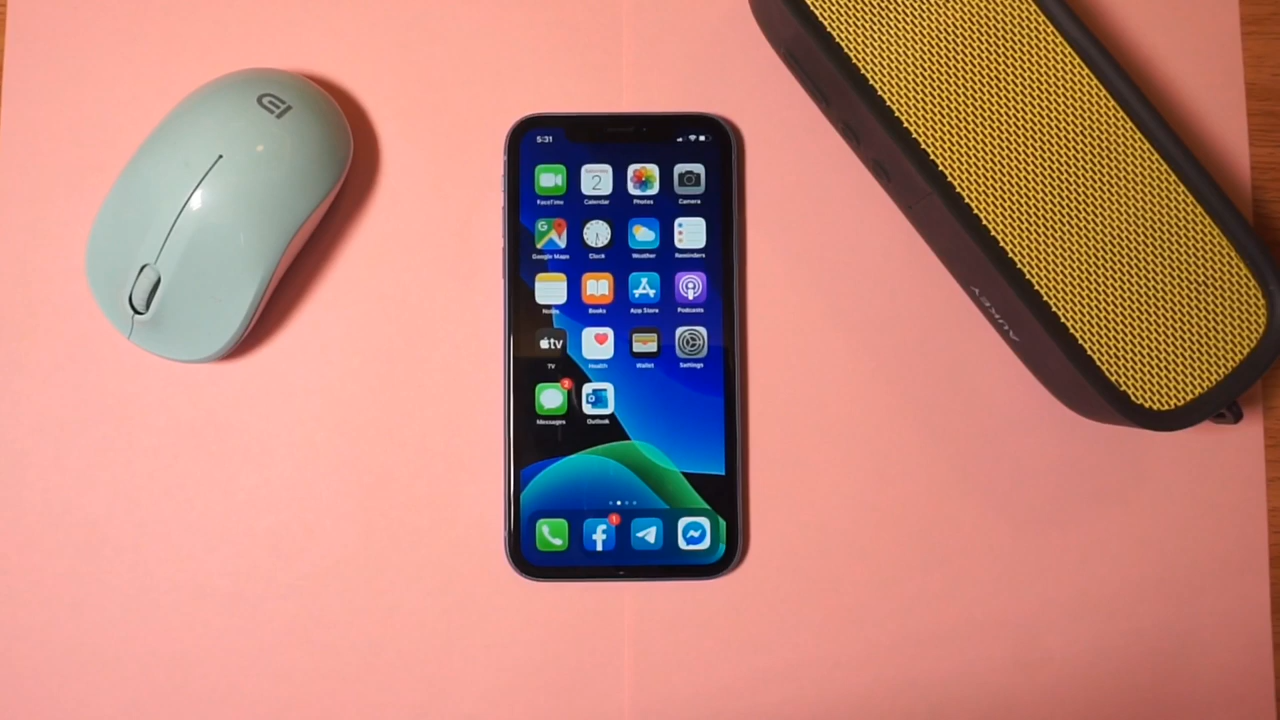 5:31
Saturday
2
FaceTime Calendar Photos Camera
Google Maps Clock Weather Reminders
Notes Books App Store Podcasts
tv
TV Health Wallet Settings
2
Messages Outlook
1
AUKEY